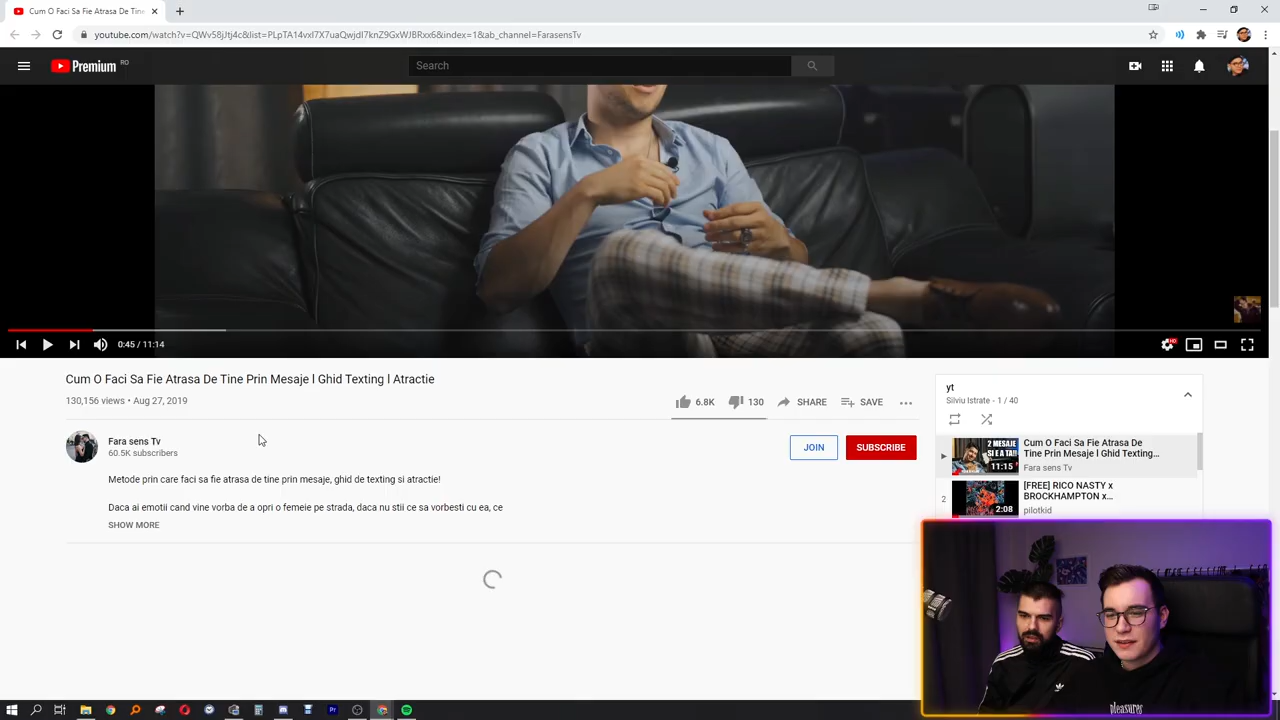 Cum O Faci Sa Fie Atrasa De Tine
youtube.com/watch?v=QWv58jJtj4c&list=PLpTA14vxI7X7uaQwjdI7knZ9GxWJBRxx6&index=1&ab_channel=FarasensTv
Premium RO
Search
0:45 / 11:14
HD
Cum O Faci Sa Fie Atrasa De Tine Prin Mesaje l Ghid Texting l Atractie
130,156 views • Aug 27, 2019
6.8K
130
SHARE
SAVE
Fara sens Tv
60.5K subscribers
JOIN
SUBSCRIBE
Metode prin care faci sa fie atrasa de tine prin mesaje, ghid de texting si atractie!
Daca ai emotii cand vine vorba de a opri o femeie pe strada, daca nu stii ce sa vorbesti cu ea, ce
SHOW MORE
yt
Silviu Istrate - 1 / 40
2 MESAJE
SI E A TA!!
11:15
Cum O Faci Sa Fie Atrasa De
Tine Prin Mesaje l Ghid Texting...
Fara sens Tv
2
2:08
[FREE] RICO NASTY x
BROCKHAMPTON x...
pilotkid
pleasures
Pr